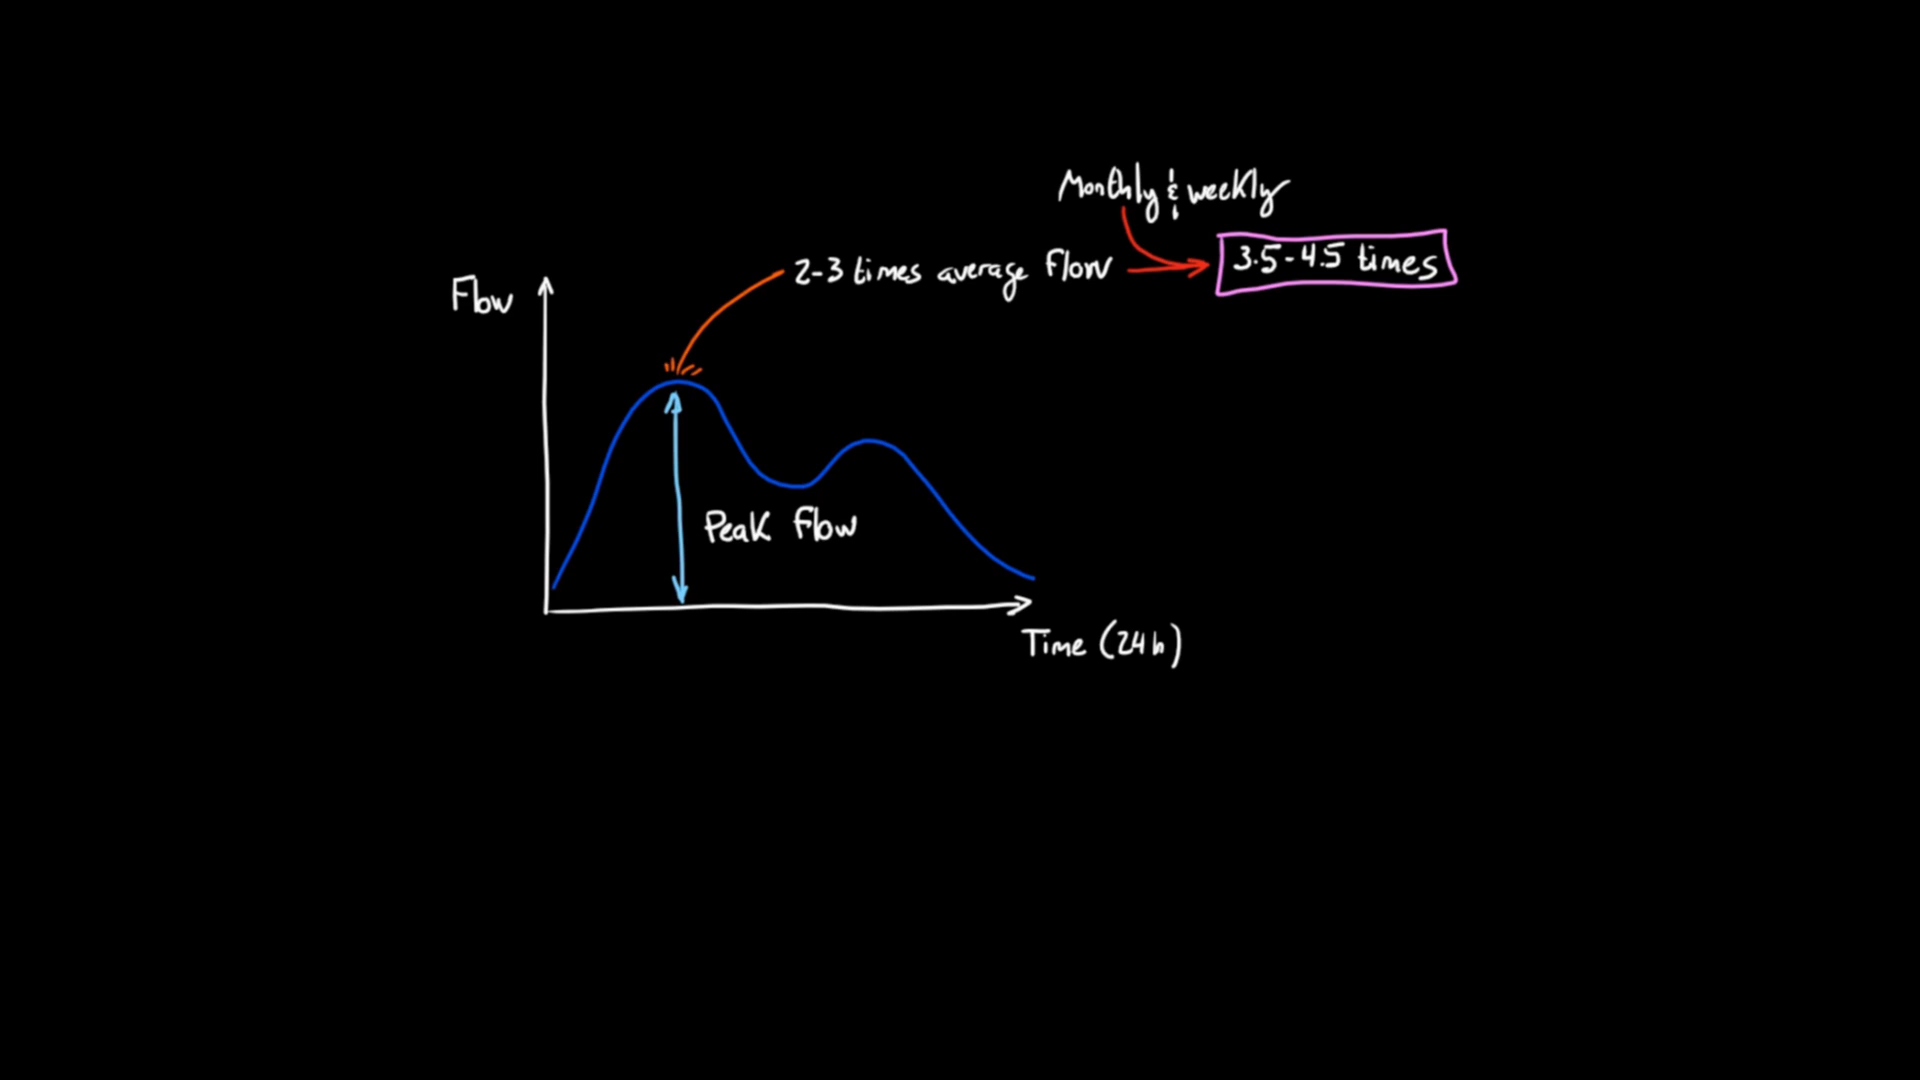 Monthly & weekly
2-3 times average flow
3.5-4.5 times
Flow
Peak flow
Time (24h)